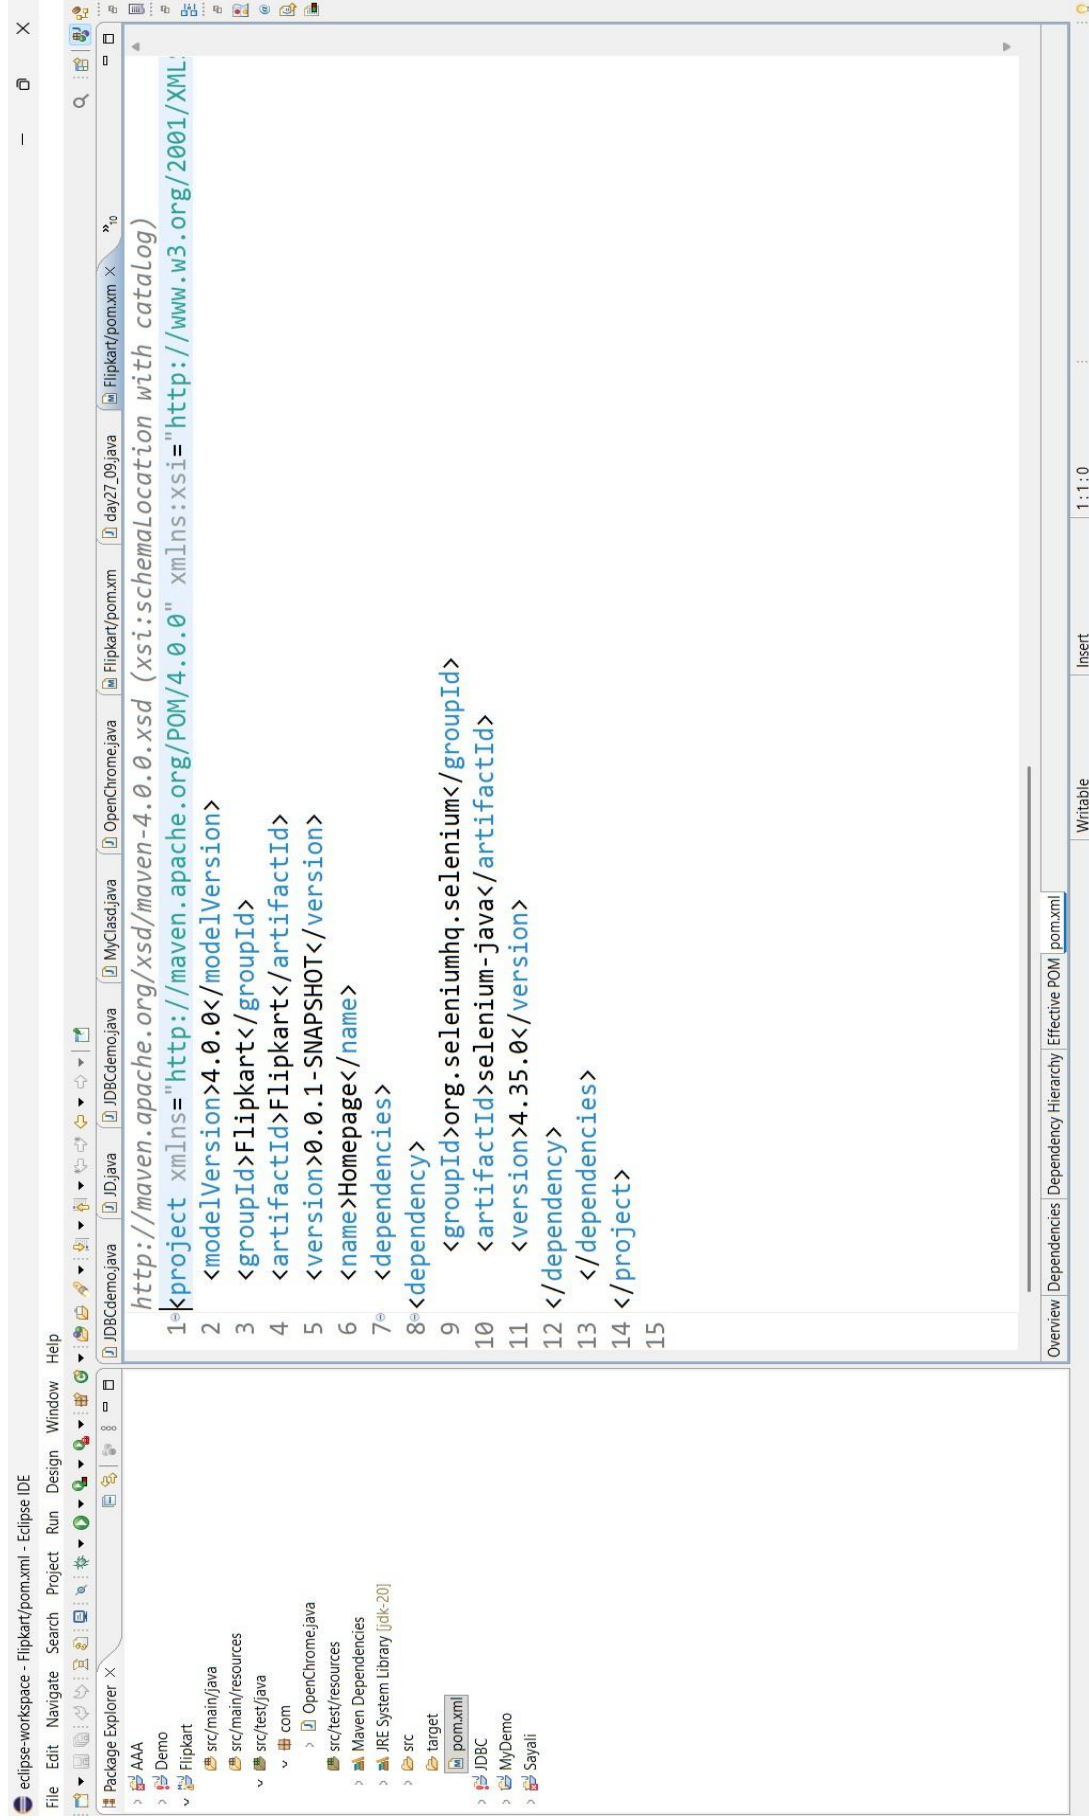 eclipse-workspace - Flipkart/pom.xml - Eclipse IDE
File Edit Navigate Search Project Run Design Window Help
Package Explorer
AAA
Demo
Flipkart
src/main/java
src/main/resources
src/test/java
com
OpenChrome.java
src/test/resources
Maven Dependencies
JRE System Library [jdk-20]
src
target
pom.xml
JDBC
MyDemo
Sayali
JDBCdemo.java JD.java JDBCdemo.java MyClasd.java OpenChrome.java Flipkart/pom.xm day27_09.java Flipkart/pom.xm »10
http://maven.apache.org/xsd/maven-4.0.0.xsd (xsi:schemaLocation with catalog)
1 <project xmlns="http://maven.apache.org/POM/4.0.0" xmlns:xsi="http://www.w3.org/2001/XML
2 <modelVersion>4.0.0</modelVersion>
3 <groupId>Flipkart</groupId>
4 <artifactId>Flipkart</artifactId>
5 <version>0.0.1-SNAPSHOT</version>
6 <name>Homepage</name>
7 <dependencies>
8 <dependency>
9 <groupId>org.seleniumhq.selenium</groupId>
10 <artifactId>selenium-java</artifactId>
11 <version>4.35.0</version>
12 </dependency>
13 </dependencies>
14 </project>
15
Overview Dependencies Dependency Hierarchy Effective POM pom.xml
Writable Insert 1:1:0